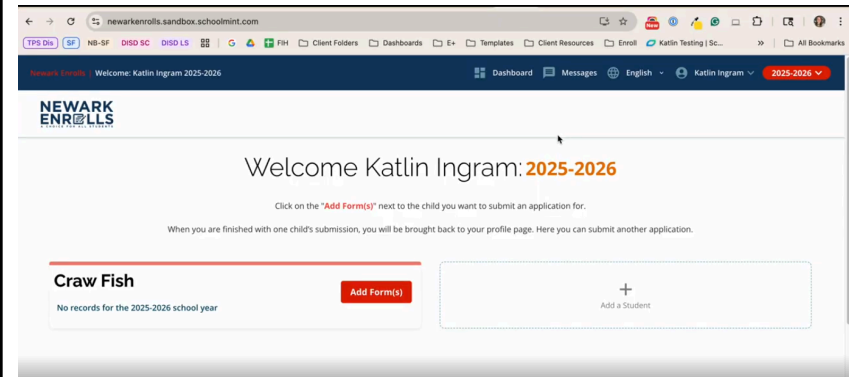 newarkenrolls.sandbox.schoolmint.com
TPS Dis SF NB-SF DISD SC DISD LS FIH Client Folders Dashboards E+ Templates Client Resources Enroll Katlin Testing | Sc... » All Bookmarks
Newark Enrolls | Welcome: Katlin Ingram 2025-2026 Dashboard Messages English Katlin Ingram 2025-2026
NEWARK
ENROLLS
A CHOICE FOR ALL STUDENTS
Welcome Katlin Ingram: 2025-2026
Click on the "Add Form(s)" next to the child you want to submit an application for.
When you are finished with one child's submission, you will be brought back to your profile page. Here you can submit another application.
Craw Fish
Add Form(s)
No records for the 2025-2026 school year
+
Add a Student